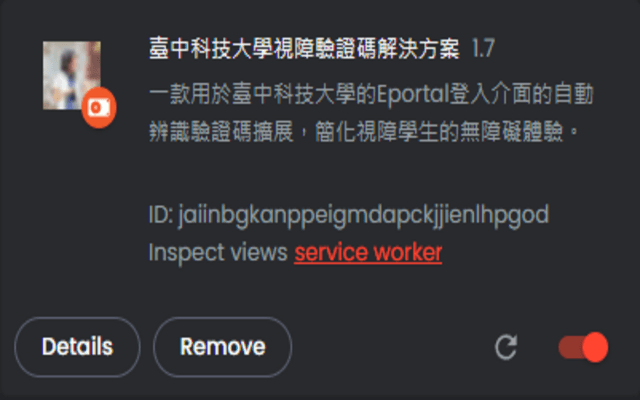 臺中科技大學視障驗證碼解決方案 1.7
一款用於臺中科技大學的Eportal登入介面的自動
辨識驗證碼擴展，簡化視障學生的無障礙體驗。
ID: jaiinbgkanppeigmdapckjjienlhpgod
Inspect views service worker
Details Remove